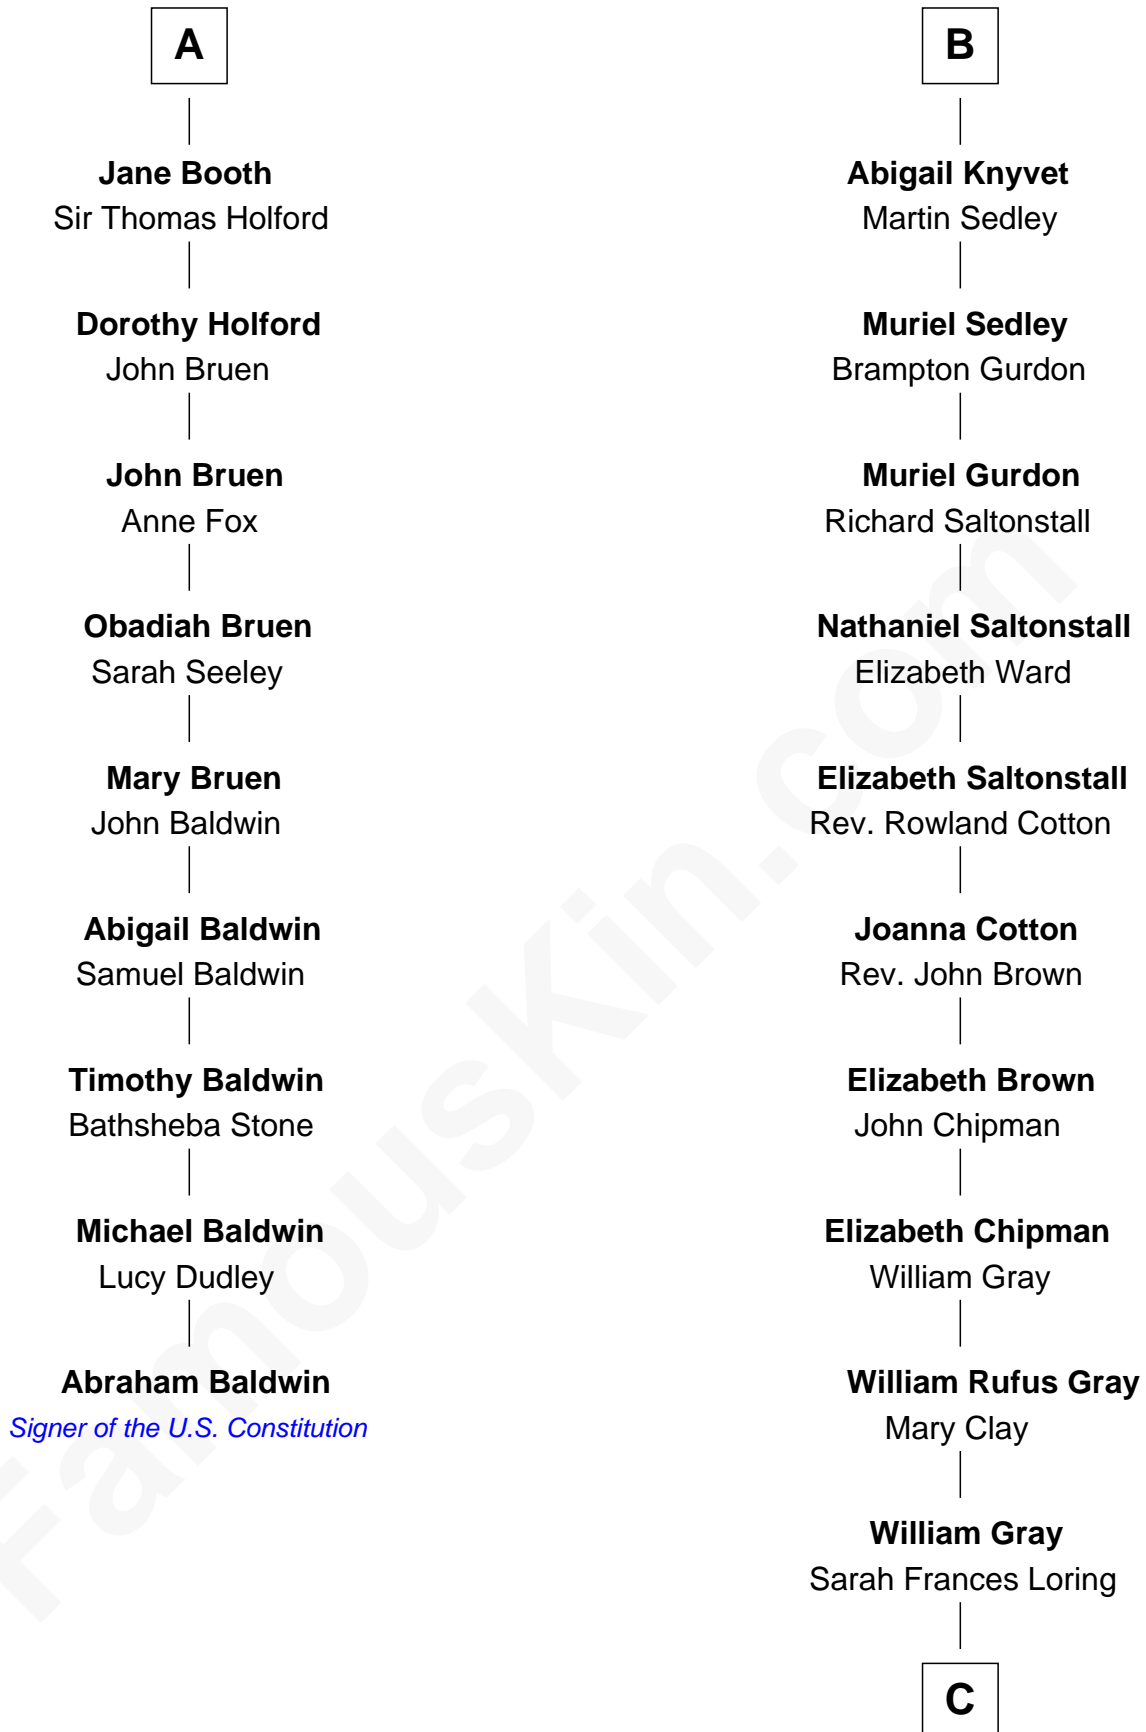 A
Jane Booth
Sir Thomas Holford
Dorothy Holford
John Bruen
John Bruen
Anne Fox
Obadiah Bruen
Sarah Seeley
Mary Bruen
John Baldwin
Abigail Baldwin
Samuel Baldwin
Timothy Baldwin
Bathsheba Stone
Michael Baldwin
Lucy Dudley
Abraham Baldwin
Signer of the U.S. Constitution
B
Abigail Knyvet
Martin Sedley
Muriel Sedley
Brampton Gurdon
Muriel Gurdon
Richard Saltonstall
Nathaniel Saltonstall
Elizabeth Ward
Elizabeth Saltonstall
Rev. Rowland Cotton
Joanna Cotton
Rev. John Brown
Elizabeth Brown
John Chipman
Elizabeth Chipman
William Gray
William Rufus Gray
Mary Clay
William Gray
Sarah Frances Loring
C
FamousKin.com